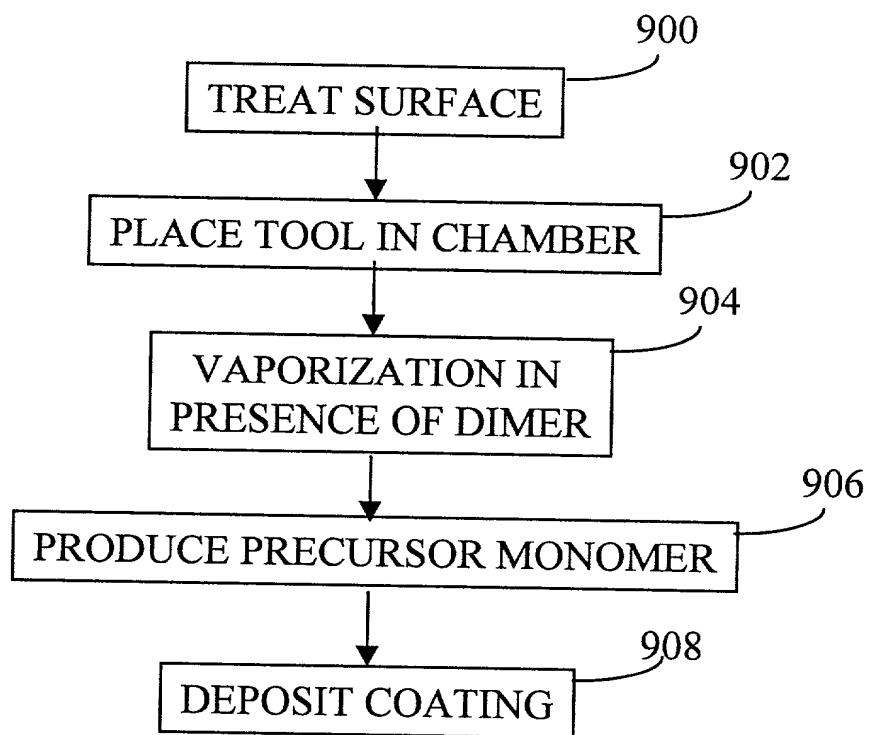 900
TREAT SURFACE
902
PLACE TOOL IN CHAMBER
904
VAPORIZATION IN
PRESENCE OF DIMER
906
PRODUCE PRECURSOR MONOMER
908
DEPOSIT COATING